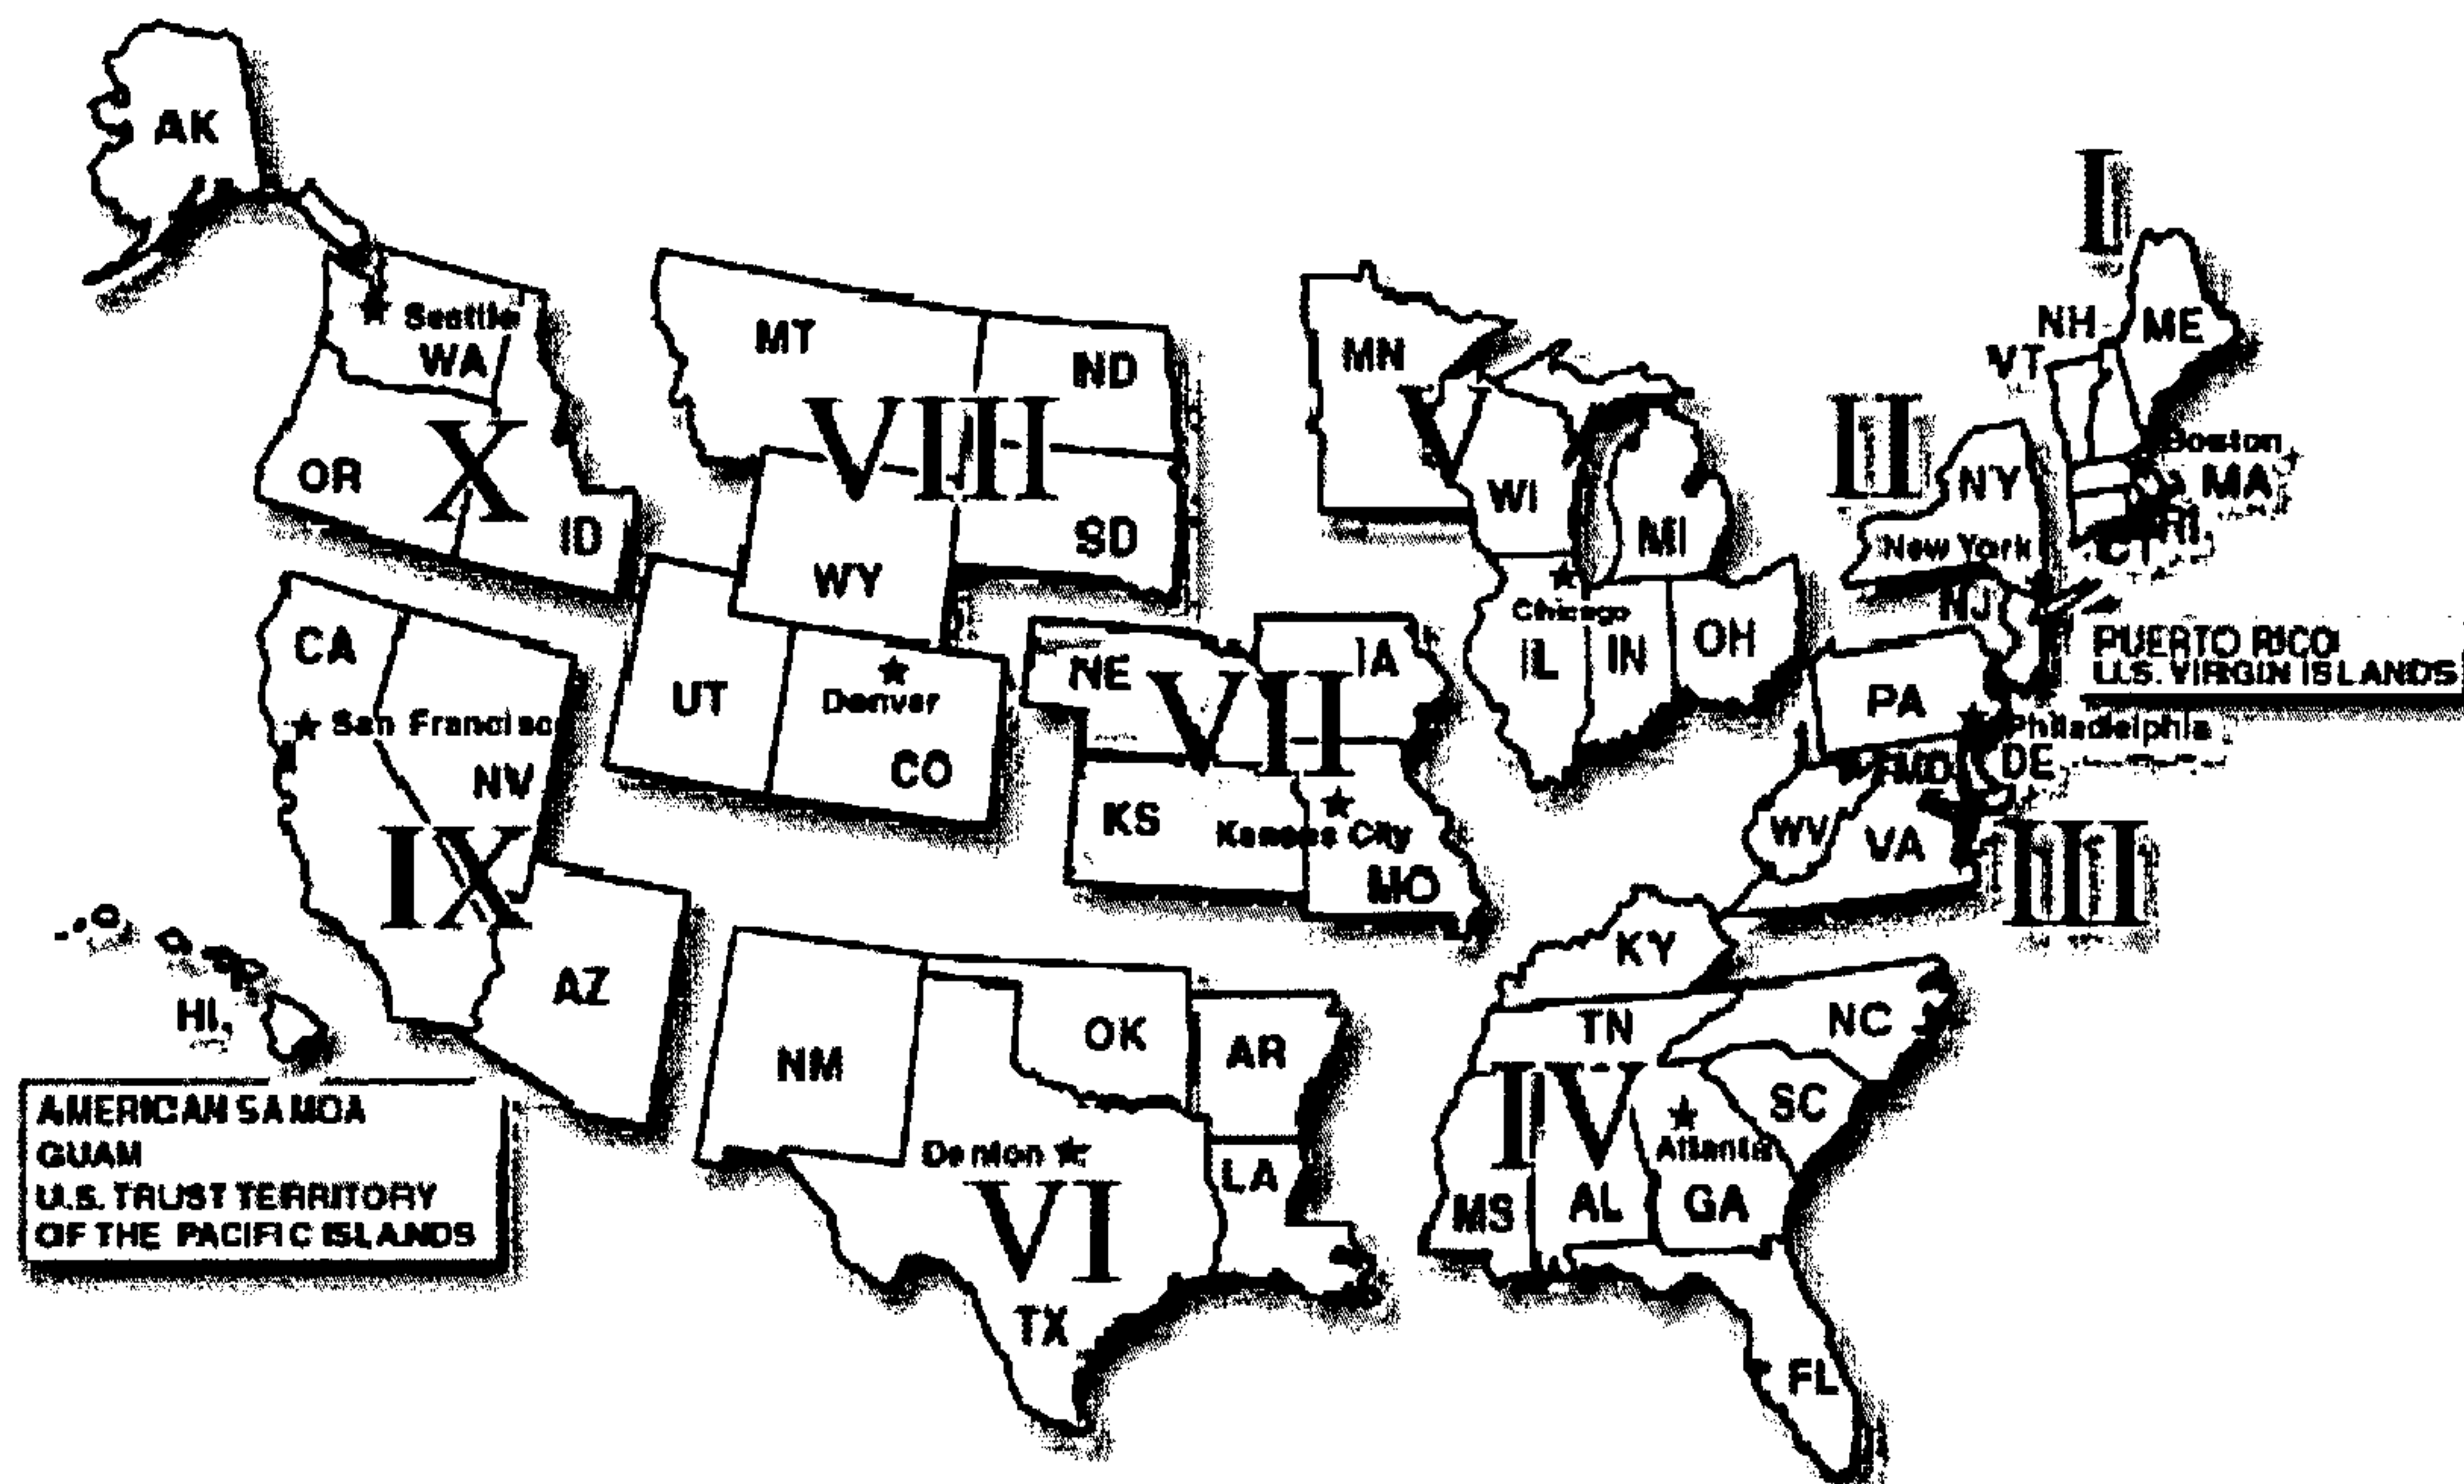 AK
Seattle
WA
X
OR
ID
MT
ND
VIII
SD
WY
UT
Denver
CO
CA
San Francisco
NV
IX
AZ
HI
AMERICAN SAMOA
GUAM
U.S. TRUST TERRITORY
OF THE PACIFIC ISLANDS
NE
IA
VII
KS
Kansas City
MO
NM
OK
AR
Denton
LA
VI
TX
MN
V
WI
MI
Chicago
IL
IN
OH
I
NH
ME
VT
II
NY
New York
Boston
MA
RI
CT
NJ
PUERTO RICO
U.S. VIRGIN ISLANDS
PA
Philadelphia
MD
DE
WV
VA
III
KY
TN
NC
IV
SC
Atlanta
MS
AL
GA
FL